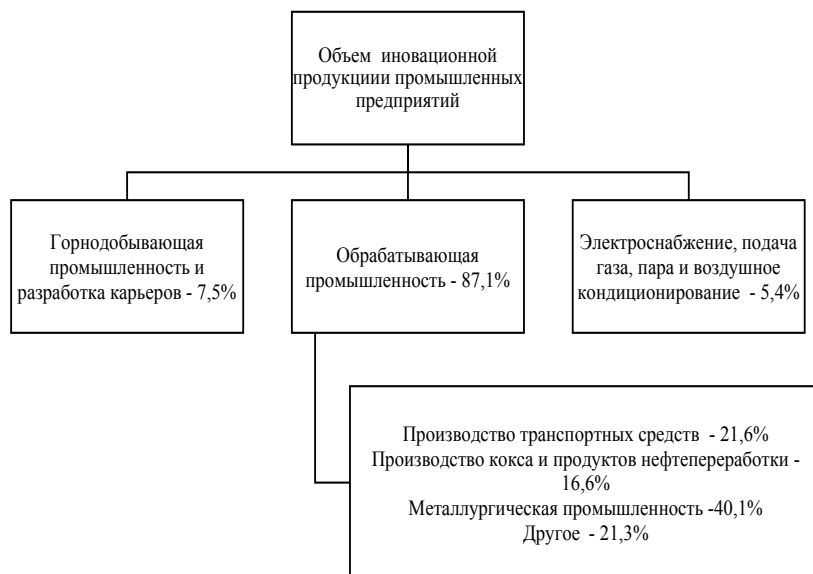 Объем  иновационной
продукциии промышленных
предприятий
Горнодобывающая
промышленность и
разработка карьеров - 7,5%
Обрабатывающая
промышленность - 87,1%
Электроснабжение, подача
газа, пара и воздушное
кондиционирование  - 5,4%
Производство транспортных средств  - 21,6%
Производство кокса и продуктов нефтепереработки -
16,6%
Металлургическая промышленность -40,1%
Другое  - 21,3%